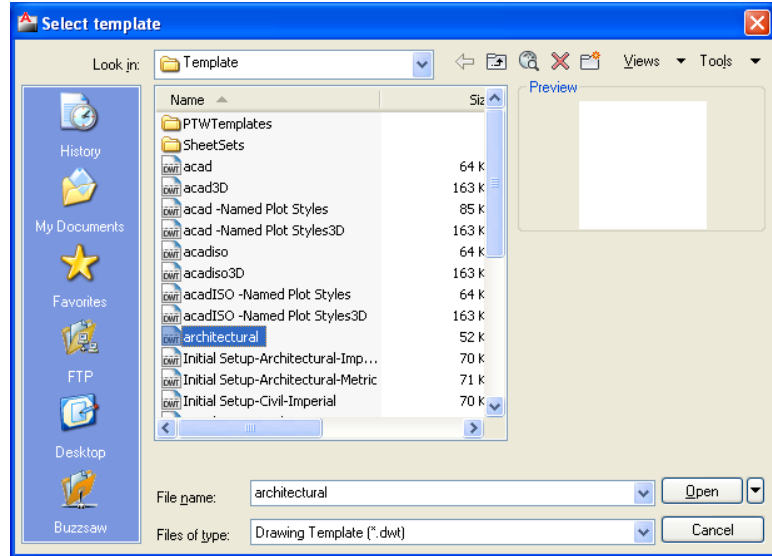 Select template
Look in: Template Views Tools
History
My Documents
Favorites
FTP
Desktop
Buzzsaw
Name Siz
PTWTemplates
SheetSets
acad 64 K
acad3D 163 K
acad -Named Plot Styles 85 K
acad -Named Plot Styles3D 163 K
acadiso 64 K
acadiso3D 163 K
acadISO -Named Plot Styles 64 K
acadISO -Named Plot Styles3D 163 K
architectural 52 K
Initial Setup-Architectural-Imp... 70 K
Initial Setup-Architectural-Metric 71 K
Initial Setup-Civil-Imperial 70 K
Preview
File name: architectural Open
Files of type: Drawing Template (*.dwt) Cancel